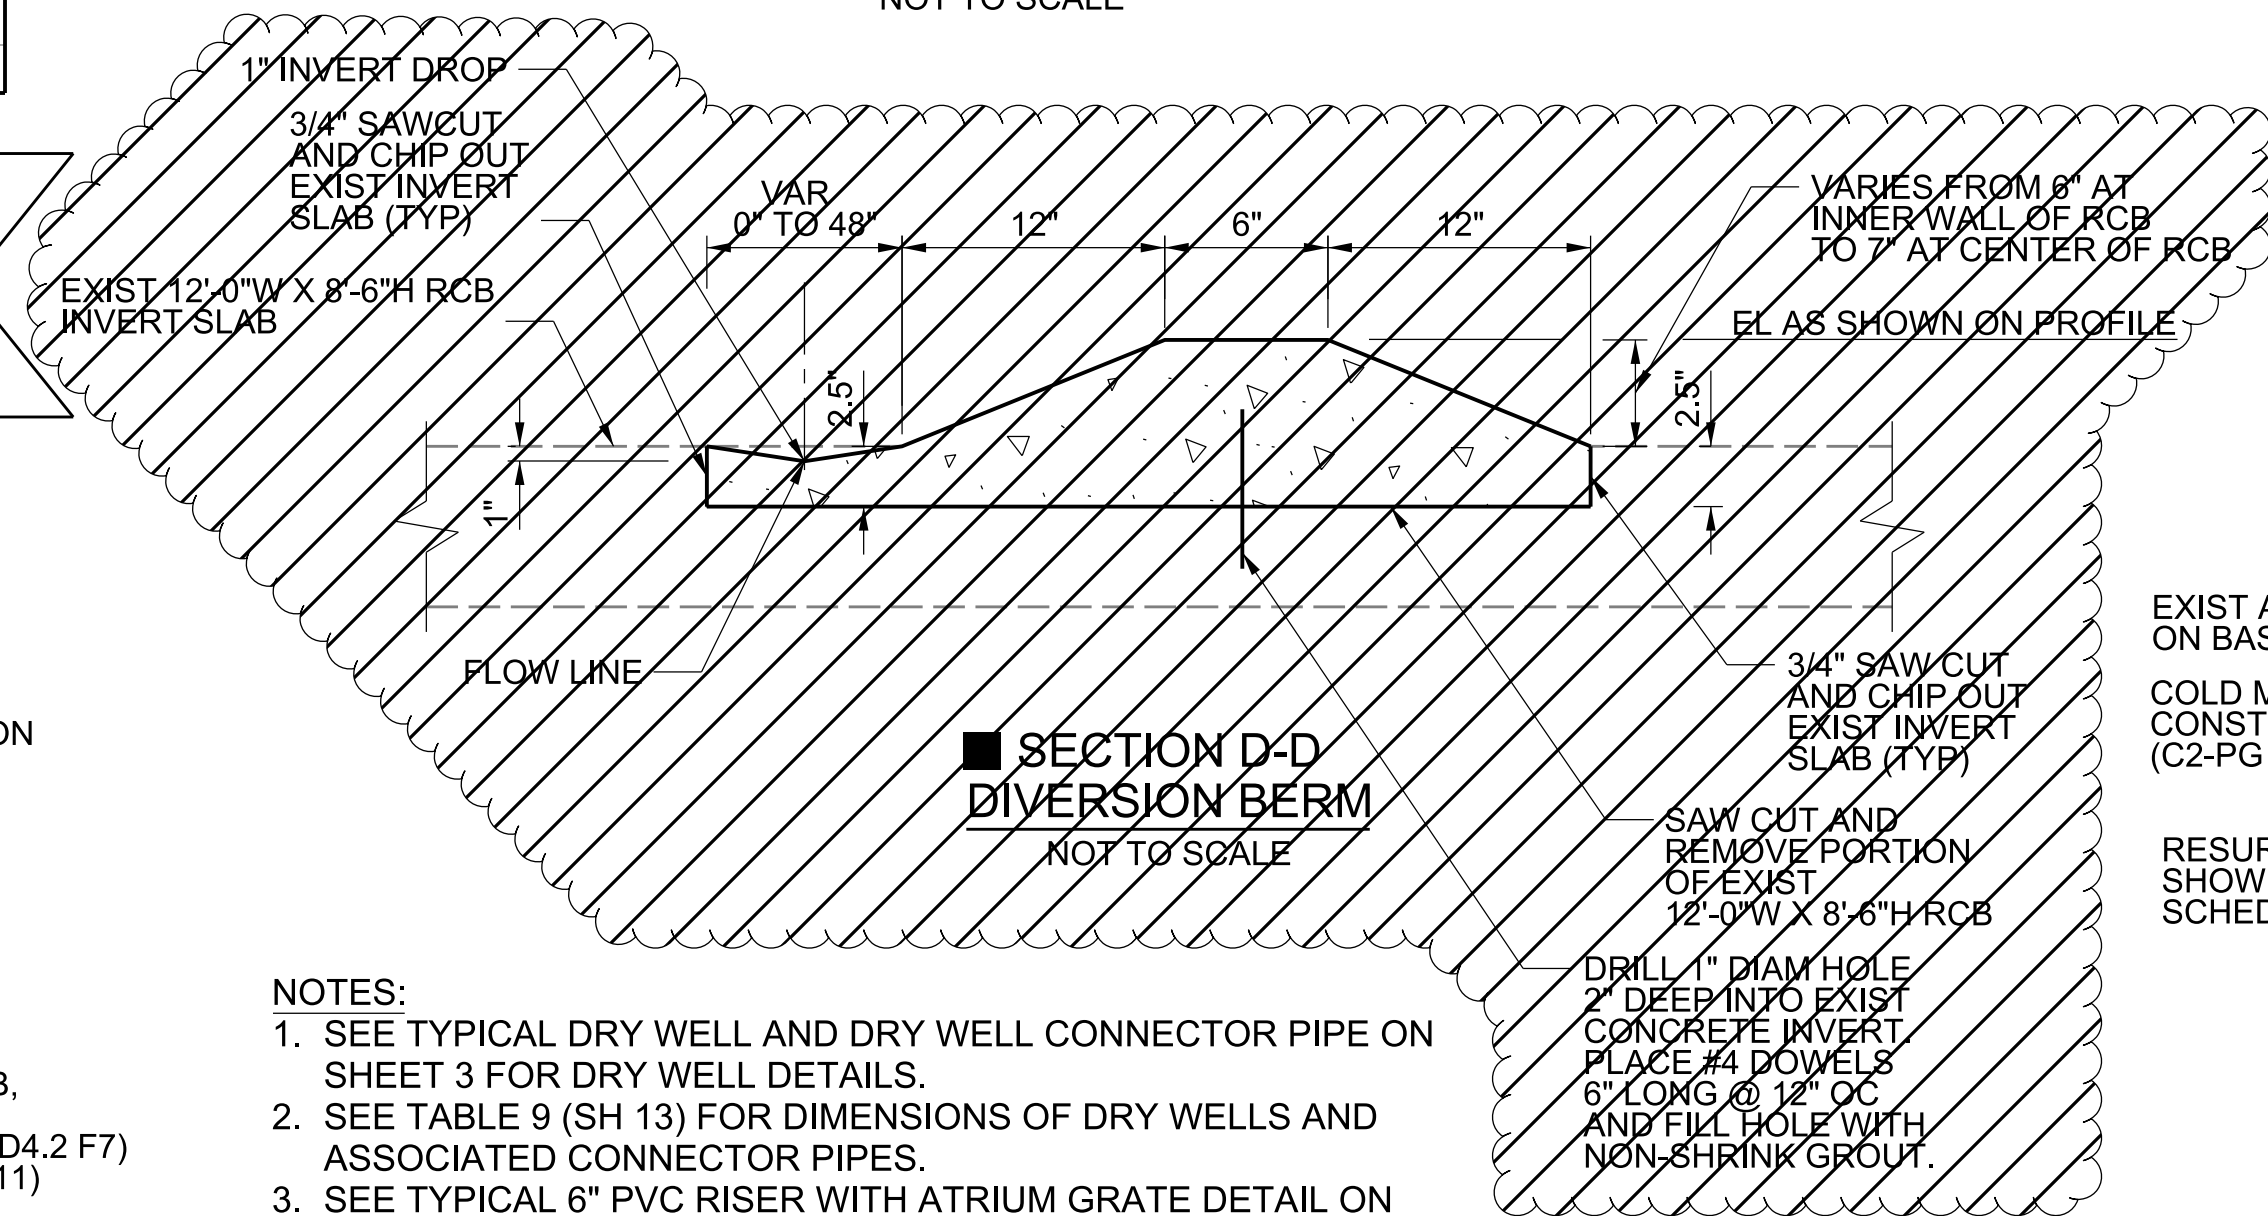 NOT TO SCALE
1" INVERT DROP
3/4" SAWCUT
AND CHIP OUT
EXIST INVERT
SLAB (TYP)
EXIST 12'-0"W X 8'-6"H RCB
INVERT SLAB
VAR
0" TO 48"
12"
6"
12"
VARIES FROM 6" AT
INNER WALL OF RCB
TO 7" AT CENTER OF RCB
EL AS SHOWN ON PROFILE
2.5"
2.5"
1"
FLOW LINE
3/4" SAW CUT
AND CHIP OUT
EXIST INVERT
SLAB (TYP)
SAW CUT AND
REMOVE PORTION
OF EXIST
12'-0"W X 8'-6"H RCB
DRILL 1" DIAM HOLE
2" DEEP INTO EXIST
CONCRETE INVERT.
PLACE #4 DOWELS
6" LONG @ 12" OC
AND FILL HOLE WITH
NON-SHRINK GROUT.
SECTION D-D
DIVERSION BERM
NOT TO SCALE
NOTES:
1. SEE TYPICAL DRY WELL AND DRY WELL CONNECTOR PIPE ON
SHEET 3 FOR DRY WELL DETAILS.
2. SEE TABLE 9 (SH 13) FOR DIMENSIONS OF DRY WELLS AND
ASSOCIATED CONNECTOR PIPES.
3. SEE TYPICAL 6" PVC RISER WITH ATRIUM GRATE DETAIL ON
ON
D4.2 F7)
11)
EXIST
ON
COLD
(C2-PG